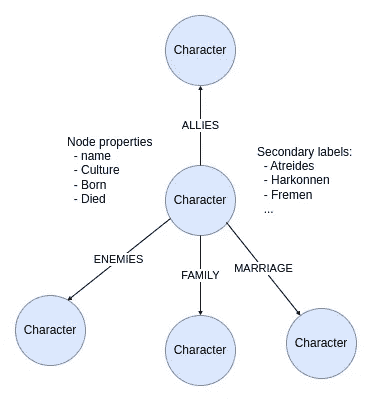 Character
ALLIES
Node properties
- name
- Culture
- Born
- Died
Secondary labels:
- Atreides
- Harkonnen
- Fremen
...
Character
ENEMIES
FAMILY
MARRIAGE
Character
Character
Character